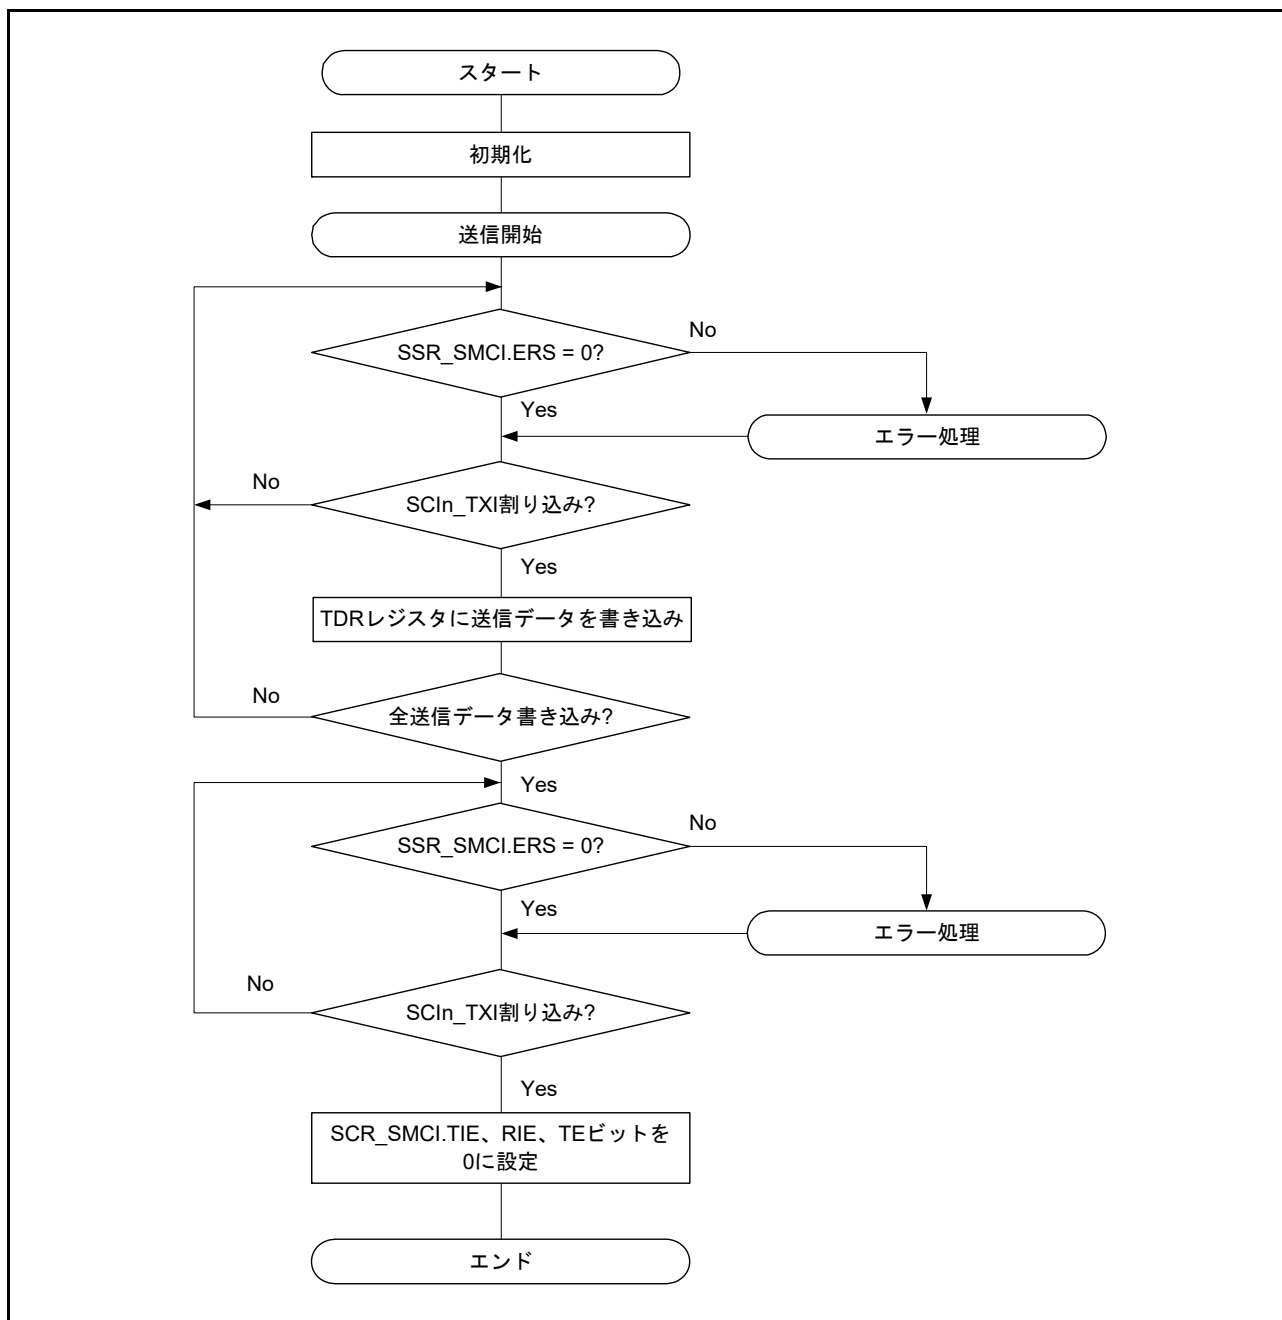 スタート
初期化
送信開始
SSR_SMCI.ERS = 0?
No
Yes
エラー処理
SCIn_TXI割り込み?
No
Yes
TDRレジスタに送信データを書き込み
全送信データ書き込み?
No
Yes
SSR_SMCI.ERS = 0?
No
Yes
エラー処理
SCIn_TXI割り込み?
No
Yes
SCR_SMCI.TIE、RIE、TEビットを
0に設定
エンド